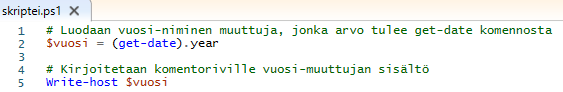 skriptei.ps1 X
1 # Luodaan vuosi-niminen muuttuja, jonka arvo tulee get-date komennosta
2 $vuosi = (get-date).year
3
4 # Kirjoitetaan komentoriville vuosi-muuttujan sisältö
5 Write-host $vuosi